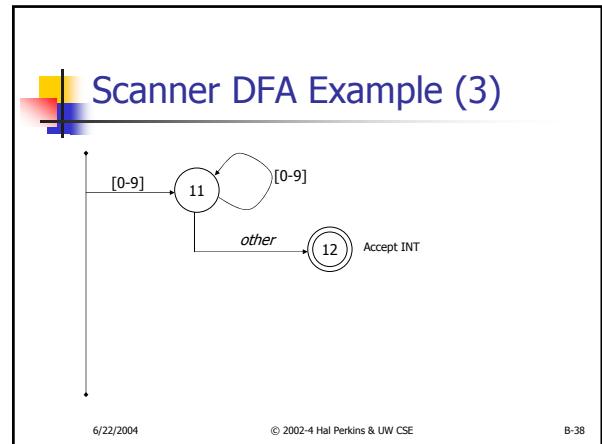 Scanner DFA Example (3)
[0-9]
11
[0-9]
other
12
Accept INT
6/22/2004
© 2002-4 Hal Perkins & UW CSE
B-38